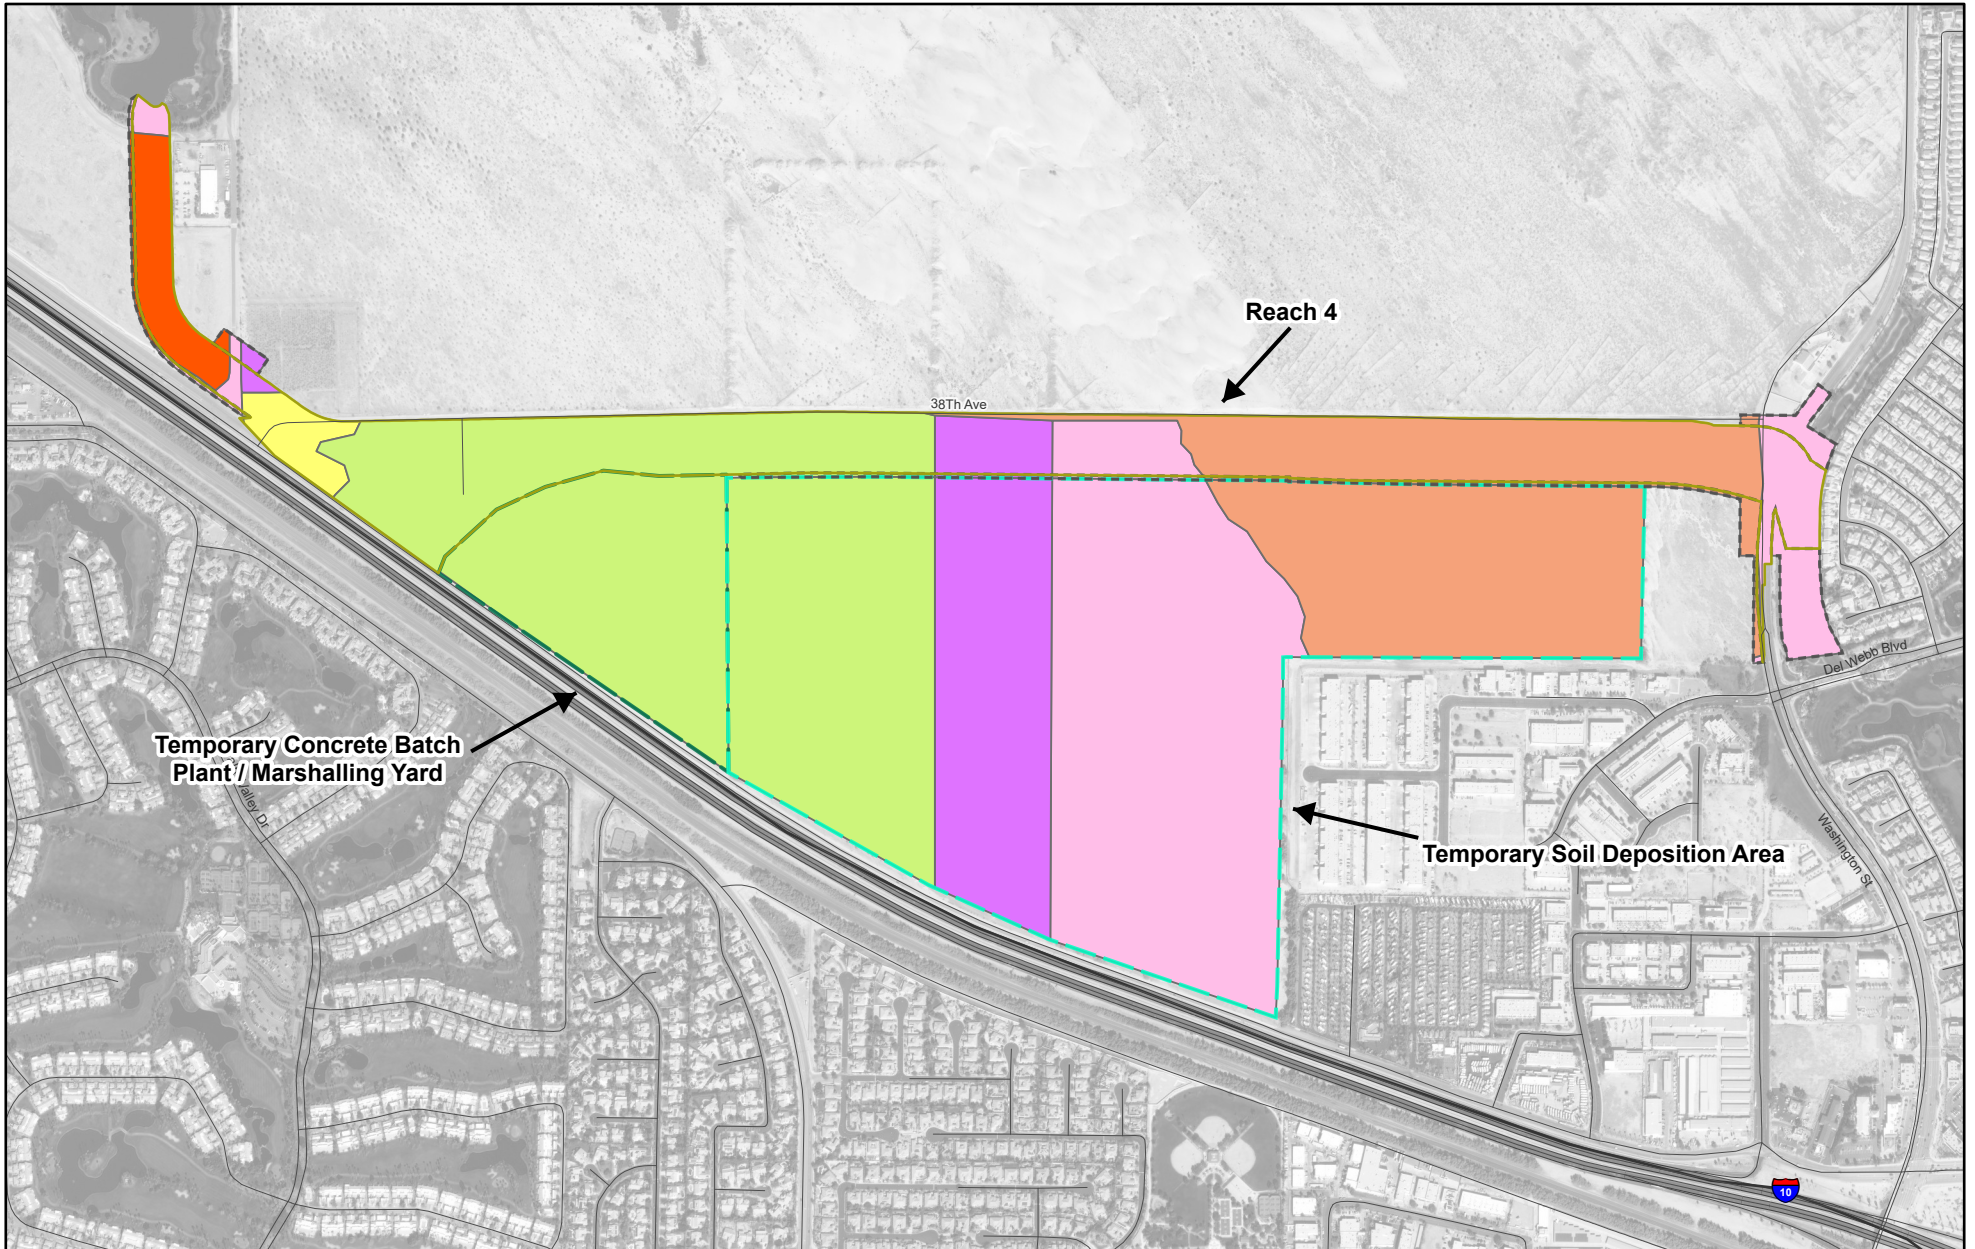 Reach 4
38Th Ave
Del Webb Blvd
Temporary Concrete Batch
Plant / Marshalling Yard
Valley Dr
Temporary Soil Deposition Area
Washington St
10